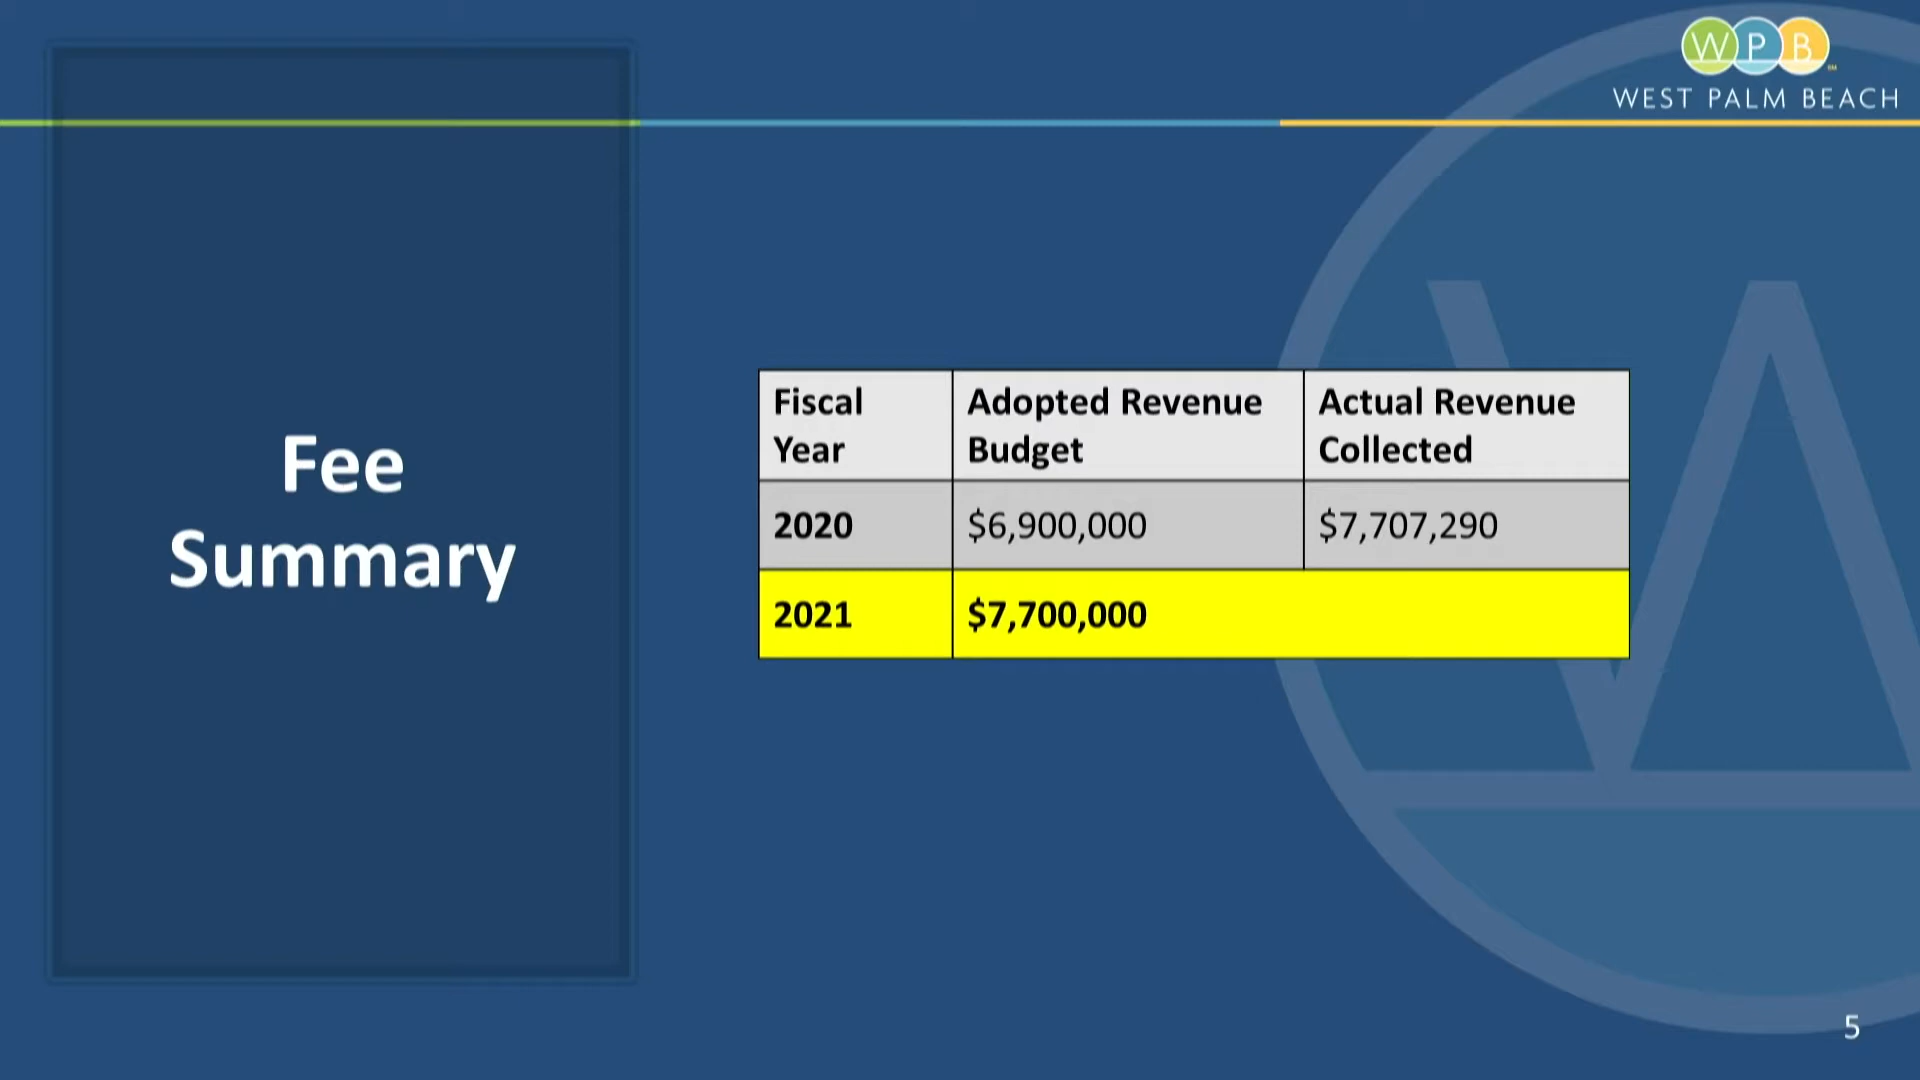 WPB
WEST PALM BEACH
Fee
Summary
Fiscal
Year
Adopted Revenue
Budget
Actual Revenue
Collected
2020
$6,900,000
$7,707,290
2021
$7,700,000
5